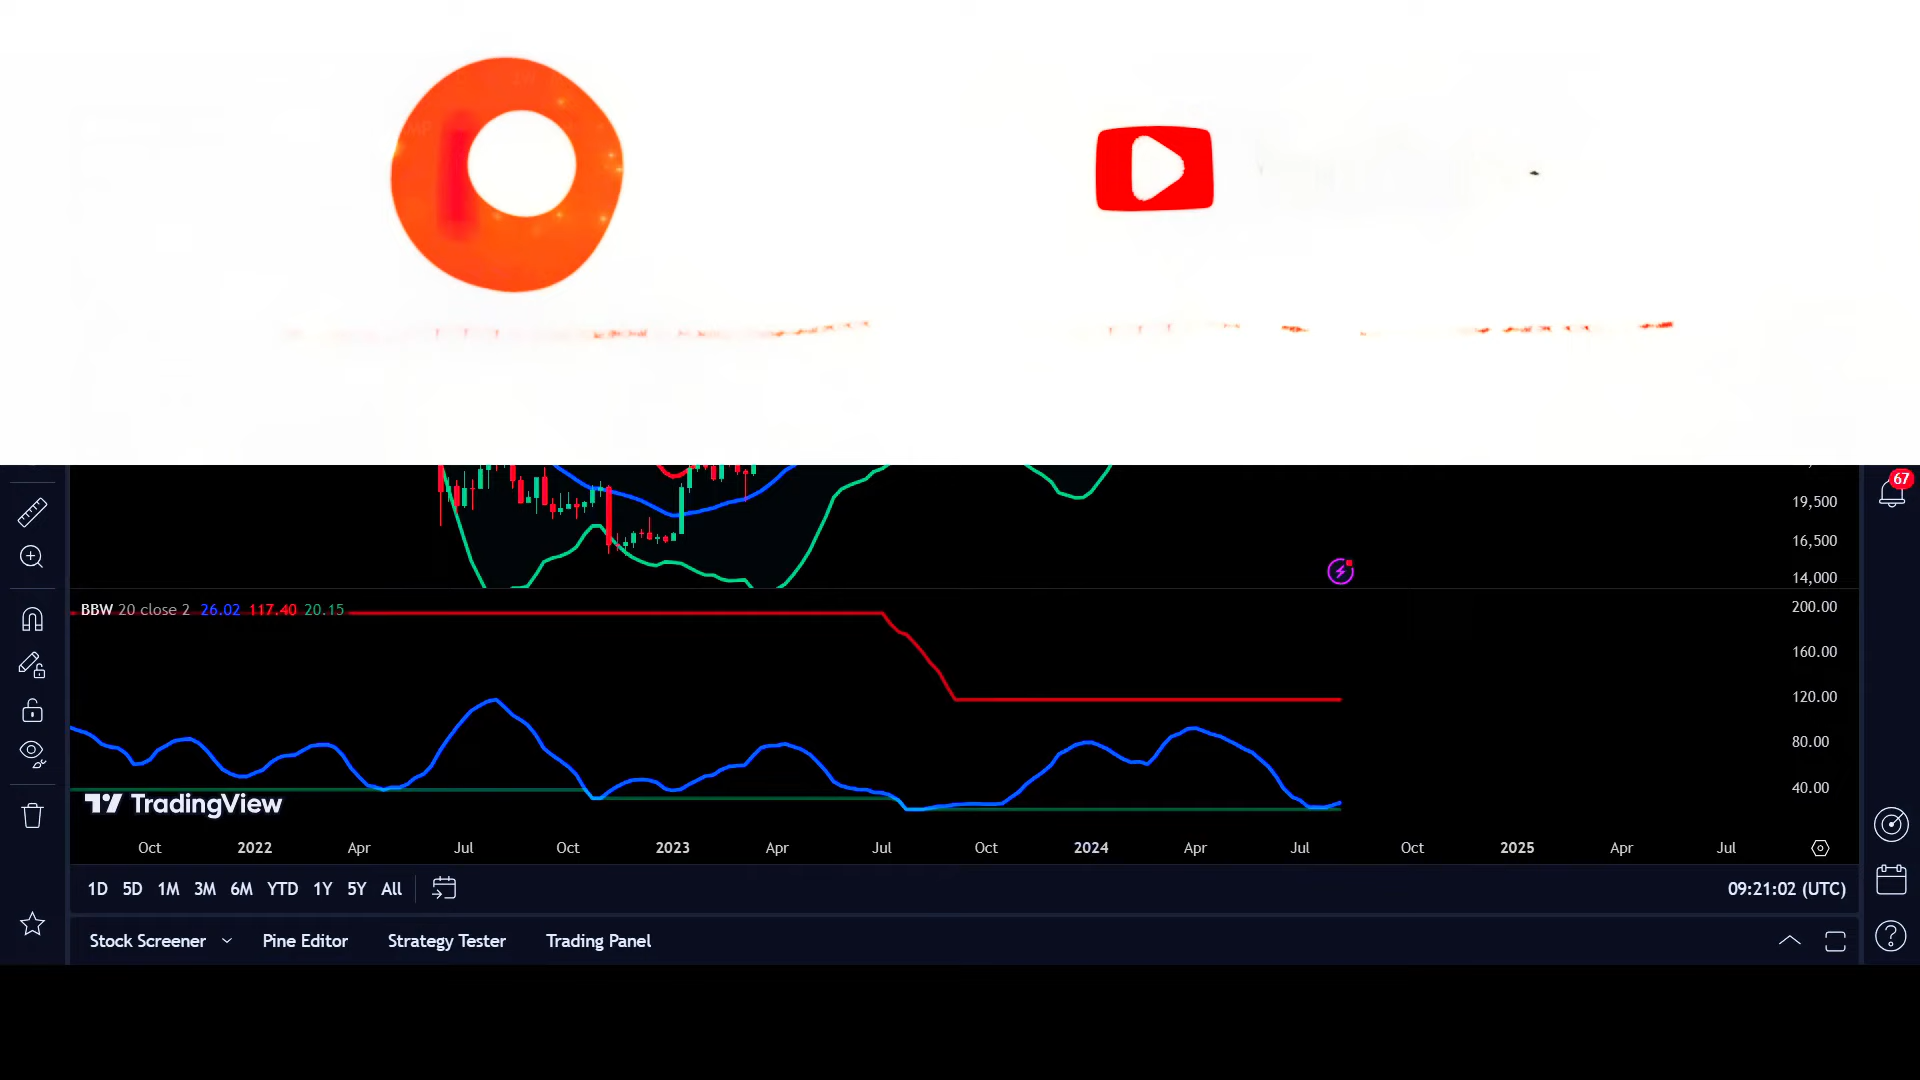 67
19,500
16,500
14,000
BBW 20 close 2 26.02 117.40 20.15
200.00
160.00
120.00
80.00
40.00
TradingView
Oct 2022 Apr Jul Oct 2023 Apr Jul Oct 2024 Apr Jul Oct 2025 Apr Jul
1D 5D 1M 3M 6M YTD 1Y 5Y All
09:21:02 (UTC)
Stock Screener Pine Editor Strategy Tester Trading Panel